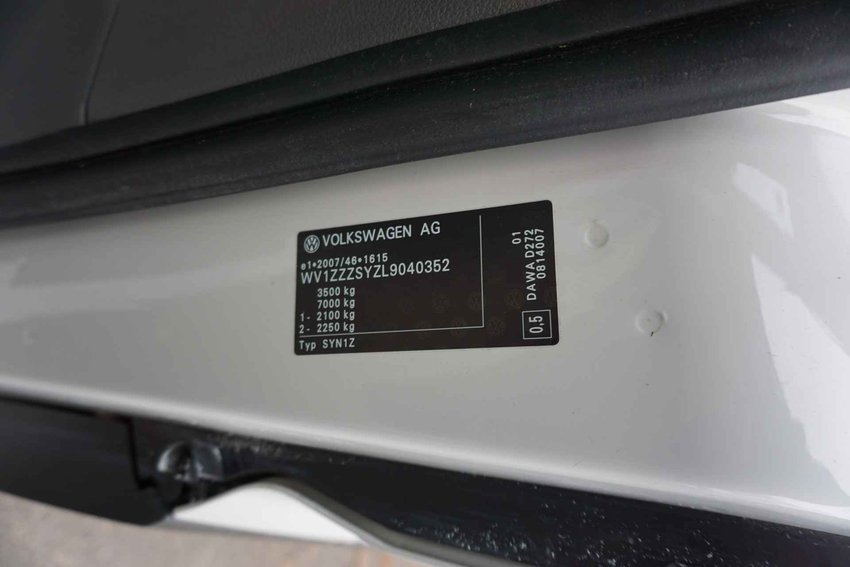 VOLKSWAGEN AG
e1*2007/46*1615
WV1ZZZSYZL9040352
3500 kg
7000 kg
1- 2100 kg
2- 2250 kg
Typ SYN1Z
01
DAWA D272
0814007
0,5